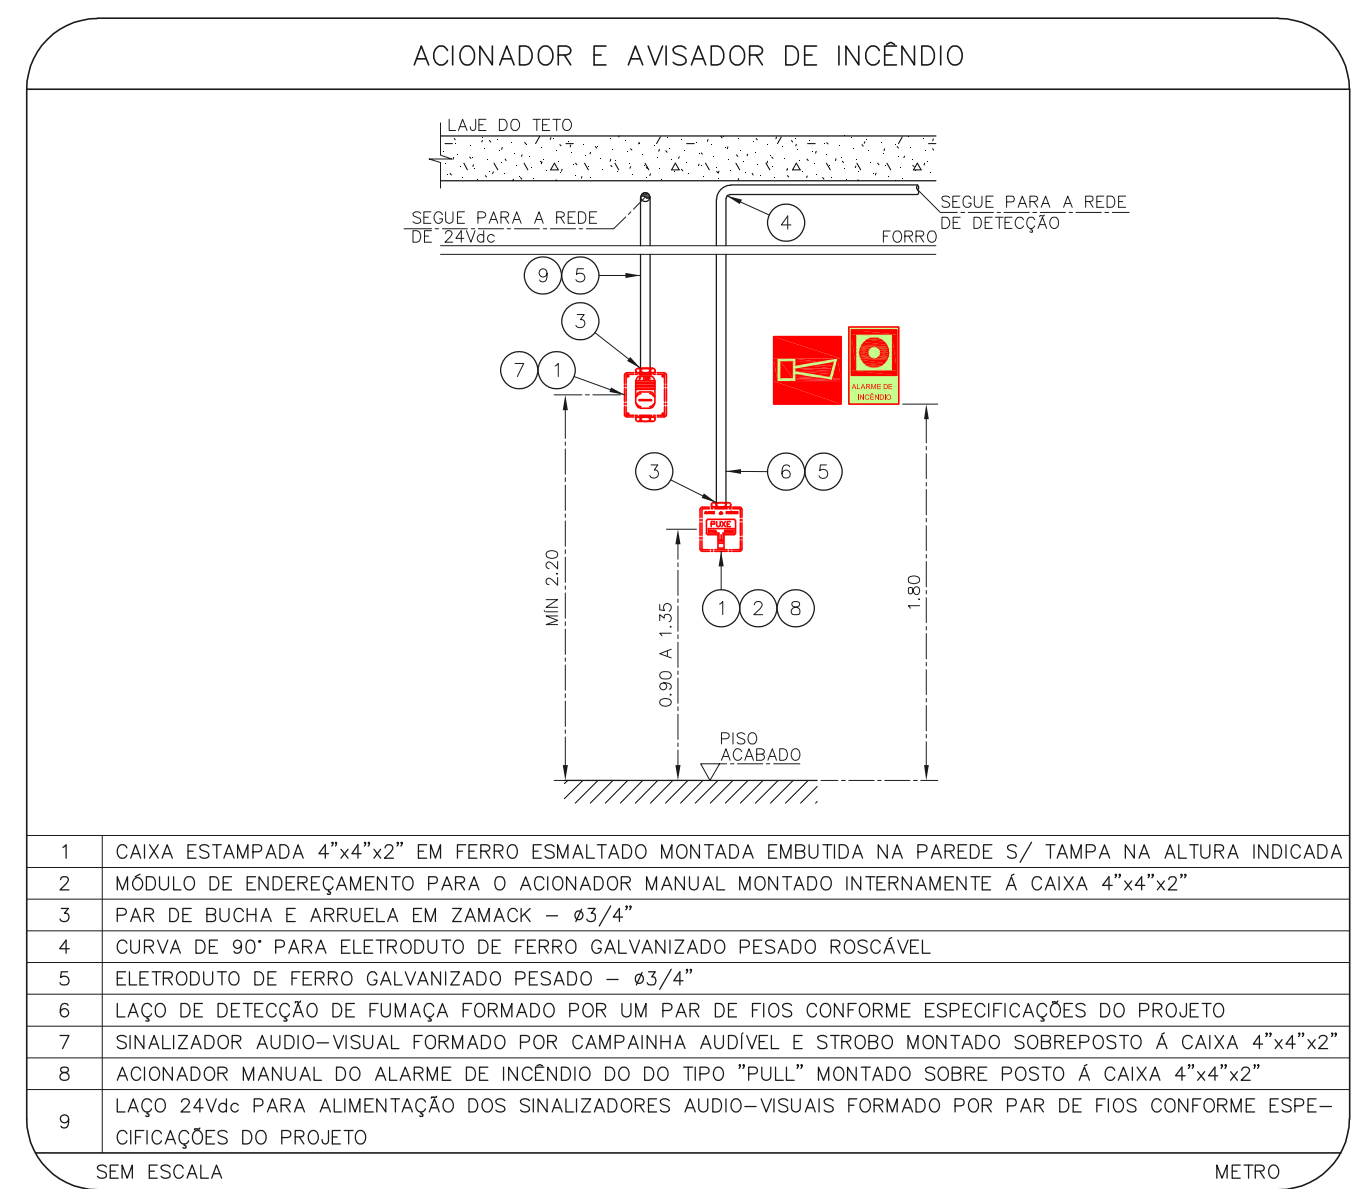 ACIONADOR E AVISADOR DE INCÊNDIO
LAJE DO TETO
SEGUE PARA A REDE
DE 24Vdc
SEGUE PARA A REDE
DE DETECÇÃO
4
FORRO
9 5
3
7 1
ALARME DE
INCÊNDIO
3
6 5
PUXE
1 2 8
MÍN 2.20
0.90 A 1.35
1.80
PISO
ACABADO
1 CAIXA ESTAMPADA 4"x4"x2" EM FERRO ESMALTADO MONTADA EMBUTIDA NA PAREDE S/ TAMPA NA ALTURA INDICADA
2 MÓDULO DE ENDEREÇAMENTO PARA O ACIONADOR MANUAL MONTADO INTERNAMENTE Á CAIXA 4"x4"x2"
3 PAR DE BUCHA E ARRUELA EM ZAMACK – ø3/4"
4 CURVA DE 90° PARA ELETRODUTO DE FERRO GALVANIZADO PESADO ROSCÁVEL
5 ELETRODUTO DE FERRO GALVANIZADO PESADO – ø3/4"
6 LAÇO DE DETECÇÃO DE FUMAÇA FORMADO POR UM PAR DE FIOS CONFORME ESPECIFICAÇÕES DO PROJETO
7 SINALIZADOR AUDIO–VISUAL FORMADO POR CAMPAINHA AUDÍVEL E STROBO MONTADO SOBREPOSTO Á CAIXA 4"x4"x2"
8 ACIONADOR MANUAL DO ALARME DE INCÊNDIO DO DO TIPO "PULL" MONTADO SOBRE POSTO Á CAIXA 4"x4"x2"
9 LAÇO 24Vdc PARA ALIMENTAÇÃO DOS SINALIZADORES AUDIO–VISUAIS FORMADO POR PAR DE FIOS CONFORME ESPE–
CIFICAÇÕES DO PROJETO
SEM ESCALA
METRO